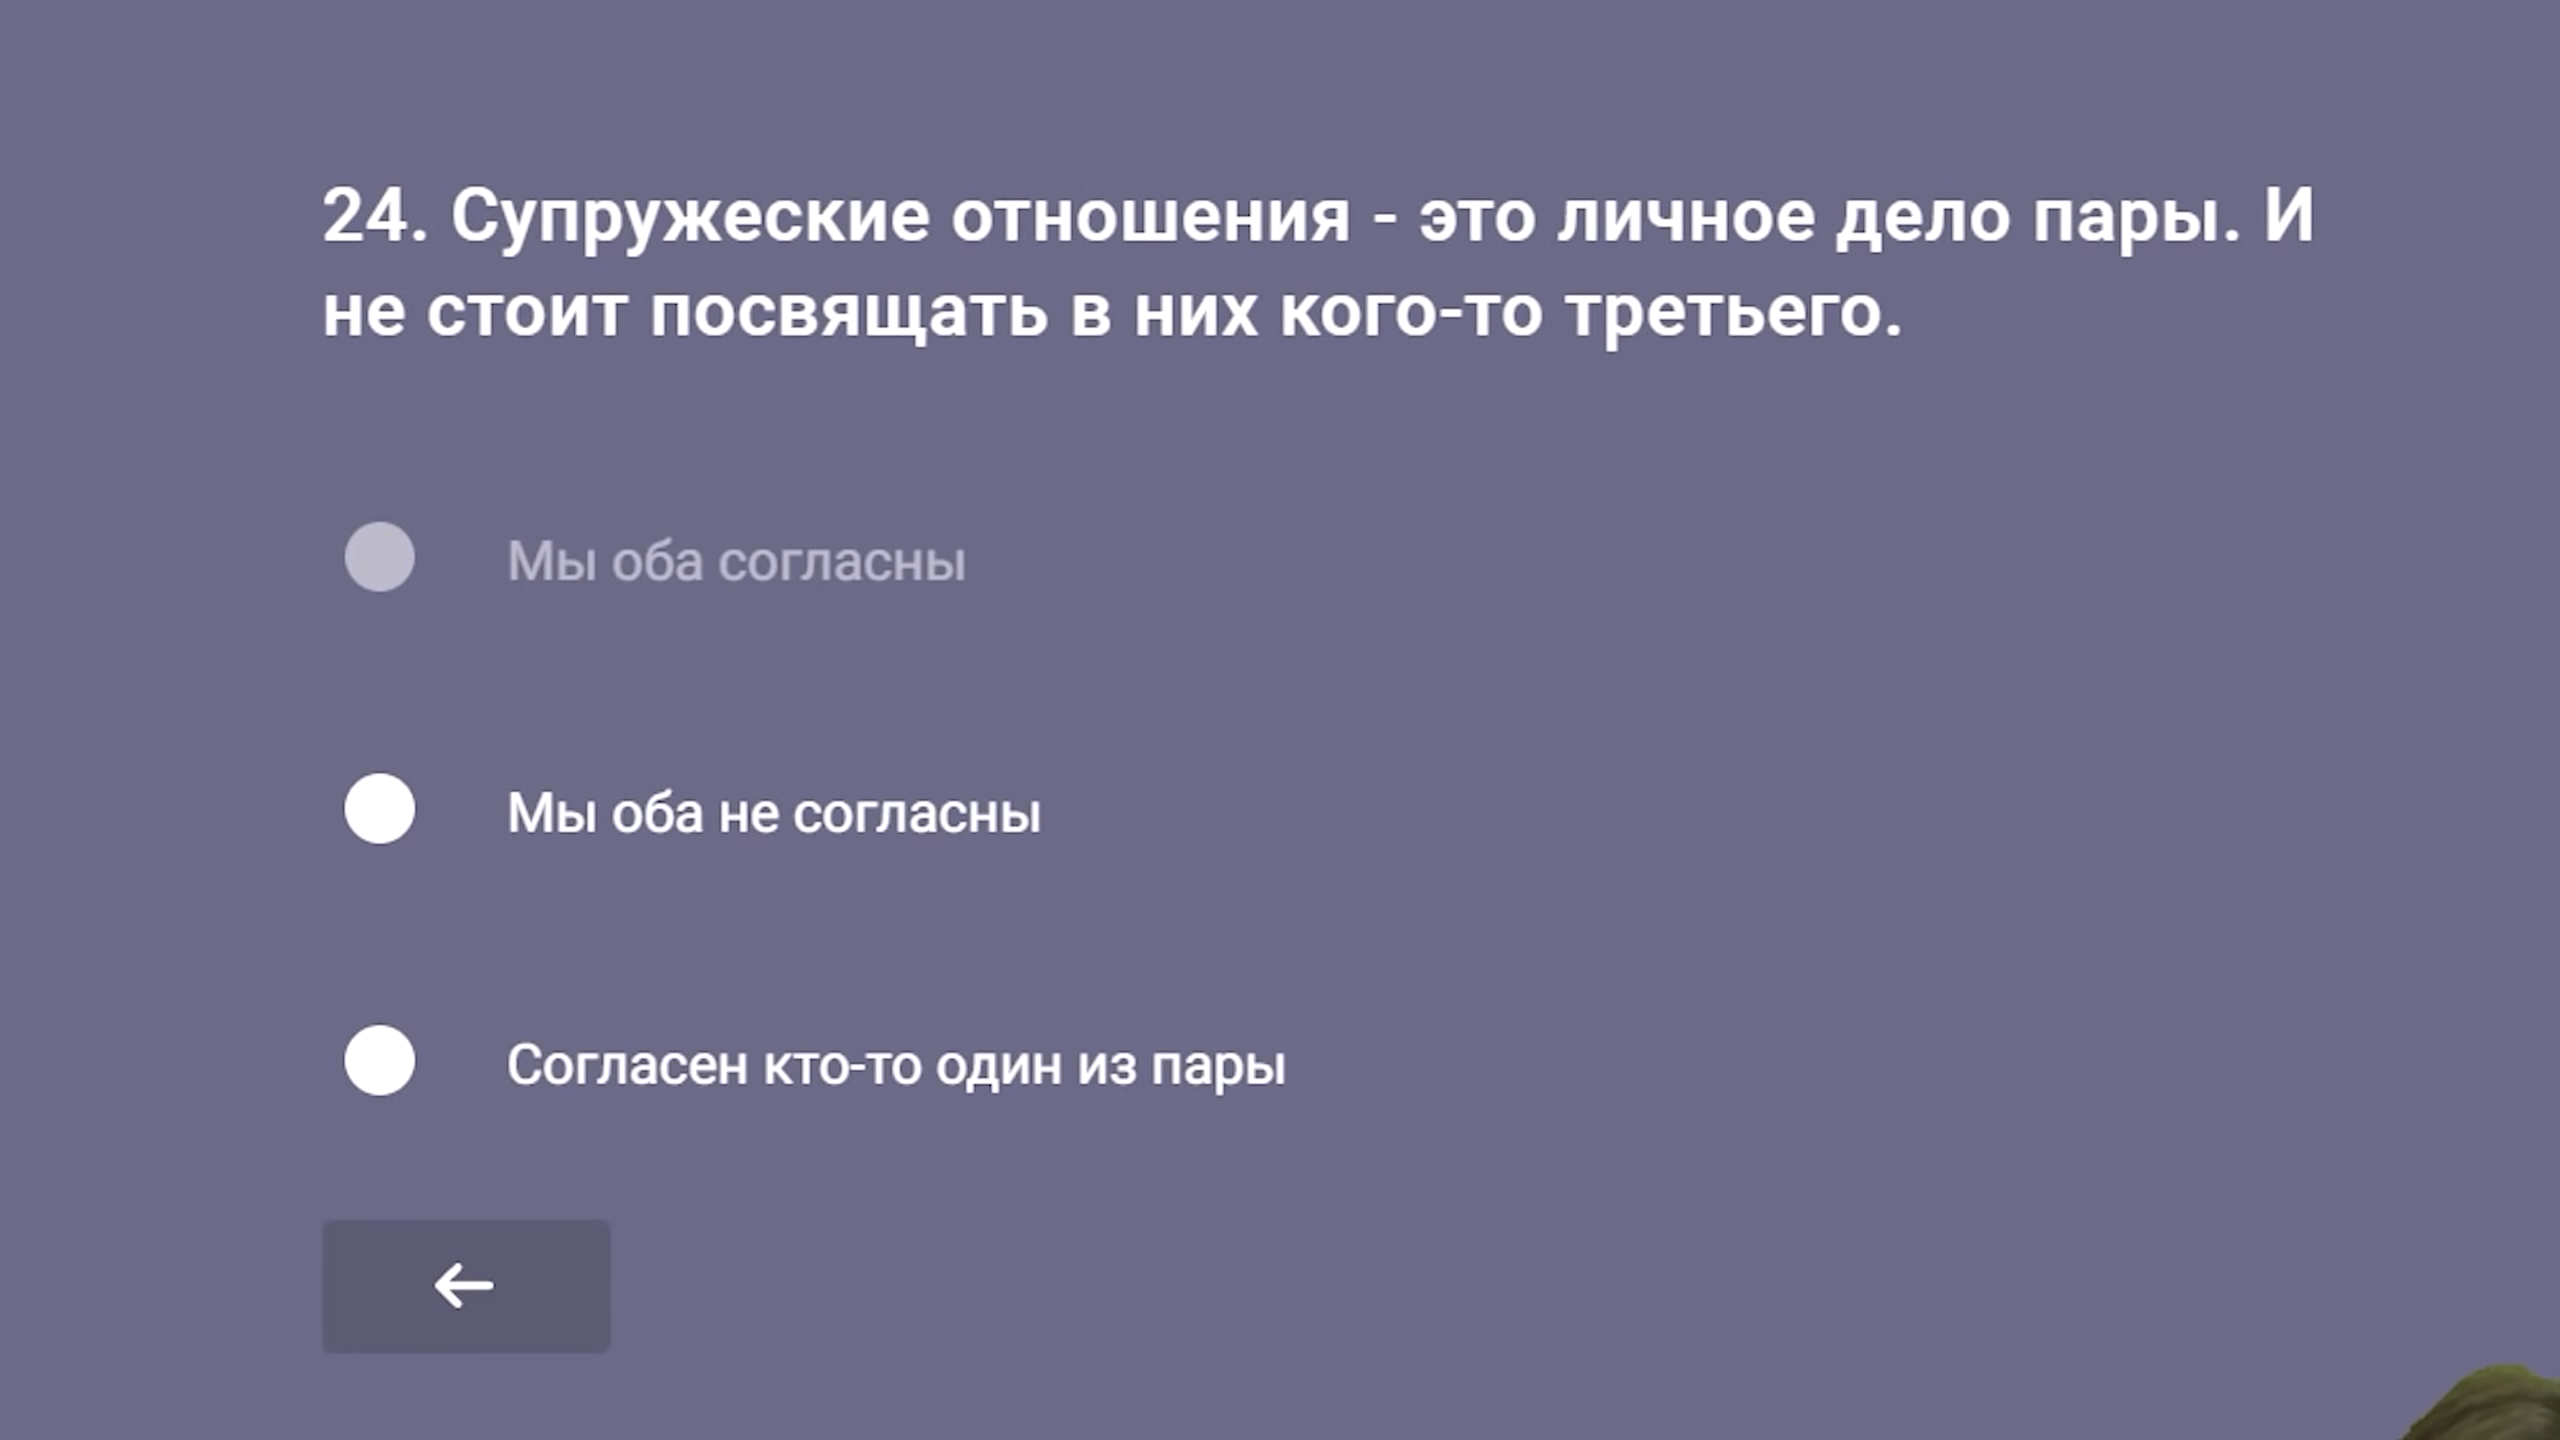 24. Супружеские отношения - это личное дело пары. И
не стоит посвящать в них кого-то третьего.
Мы оба согласны
Мы оба не согласны
Согласен кто-то один из пары